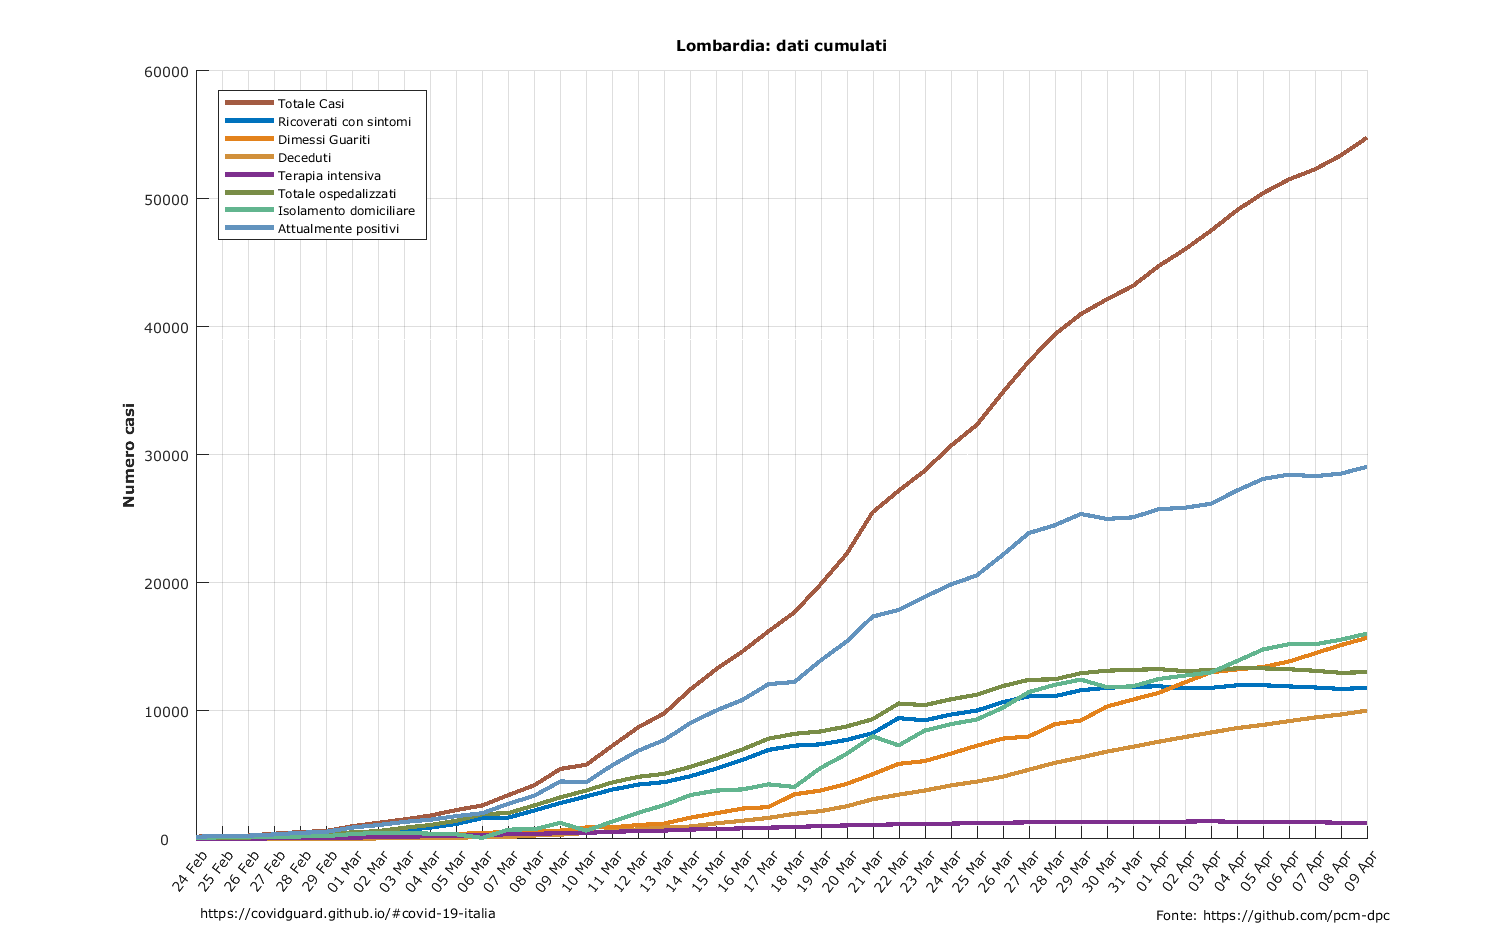 Lombardia: dati cumulati
60000
50000
40000
30000
20000
10000
0
Numero casi
Totale Casi
Ricoverati con sintomi
Dimessi Guariti
Deceduti
Terapia intensiva
Totale ospedalizzati
Isolamento domiciliare
Attualmente positivi
24 Feb
25 Feb
26 Feb
27 Feb
28 Feb
29 Feb
01 Mar
02 Mar
03 Mar
04 Mar
05 Mar
06 Mar
07 Mar
08 Mar
09 Mar
10 Mar
11 Mar
12 Mar
13 Mar
14 Mar
15 Mar
16 Mar
17 Mar
18 Mar
19 Mar
20 Mar
21 Mar
22 Mar
23 Mar
24 Mar
25 Mar
26 Mar
27 Mar
28 Mar
29 Mar
30 Mar
31 Mar
01 Apr
02 Apr
03 Apr
04 Apr
05 Apr
06 Apr
07 Apr
08 Apr
09 Apr
https://covidguard.github.io/#covid-19-italia
Fonte: https://github.com/pcm-dpc